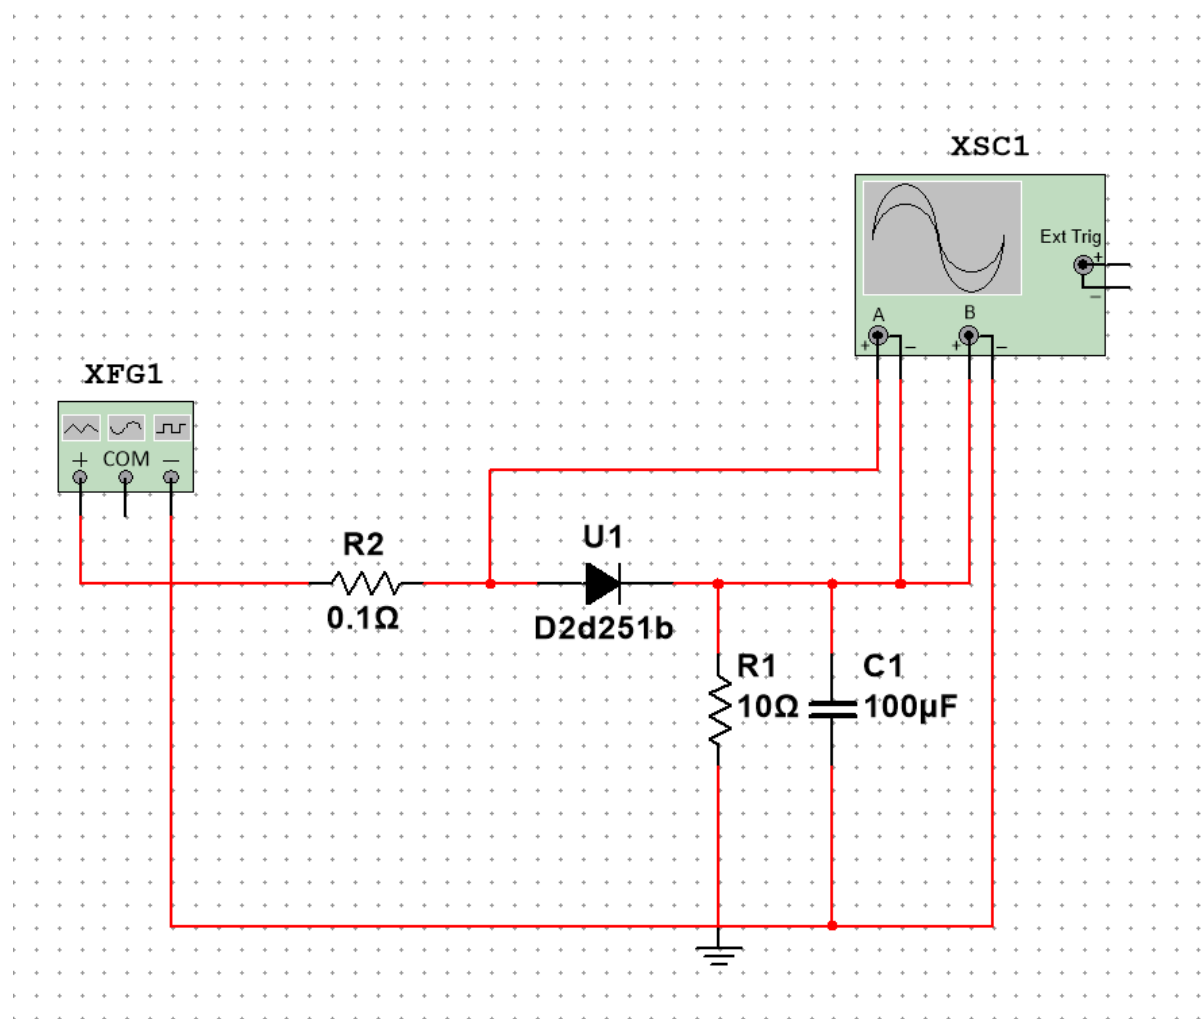 XSC1
Ext Trig
+
–
A
B
+ –
+ –
XFG1
+ COM –
R2
0.1Ω
U1
D2d251b
R1
10Ω
C1
100µF